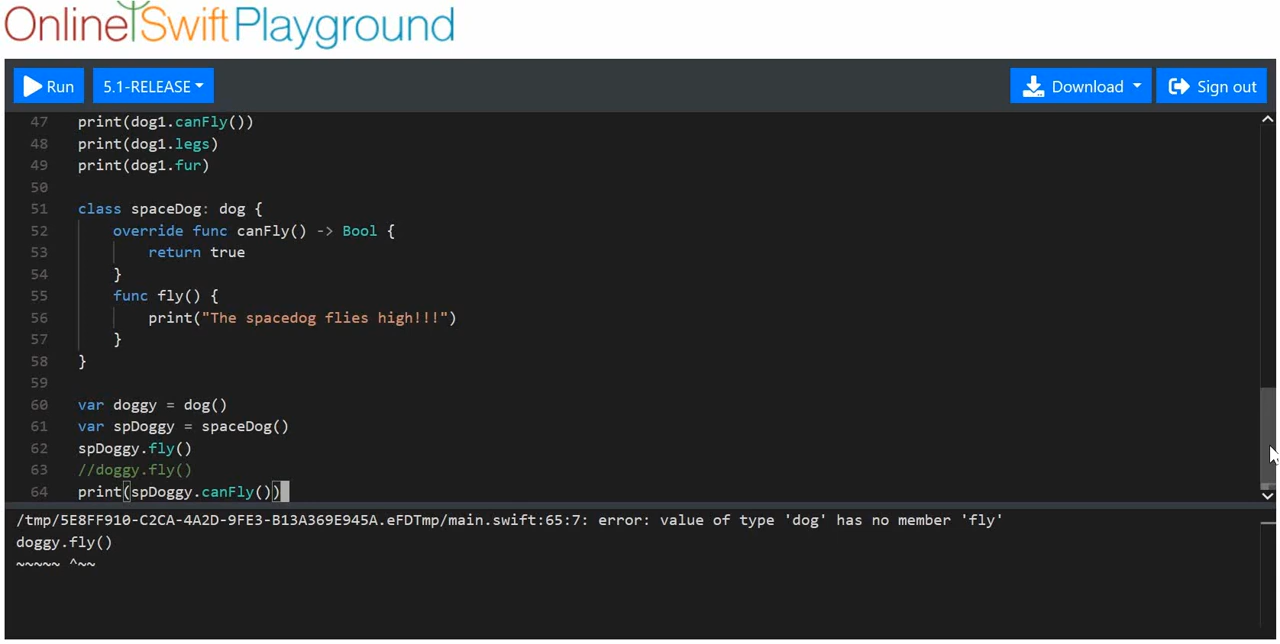 Online Swift Playground
Run 5.1-RELEASE Download Sign out
47 print(dog1.canFly())
48 print(dog1.legs)
49 print(dog1.fur)
50
51 class spaceDog: dog {
52 override func canFly() -> Bool {
53 return true
54 }
55 func fly() {
56 print("The spacedog flies high!!!")
57 }
58 }
59
60 var doggy = dog()
61 var spDoggy = spaceDog()
62 spDoggy.fly()
63 //doggy.fly()
64 print(spDoggy.canFly())
/tmp/5E8FF910-C2CA-4A2D-9FE3-B13A369E945A.eFDTmp/main.swift:65:7: error: value of type 'dog' has no member 'fly'
doggy.fly()
~~~~~ ^~~